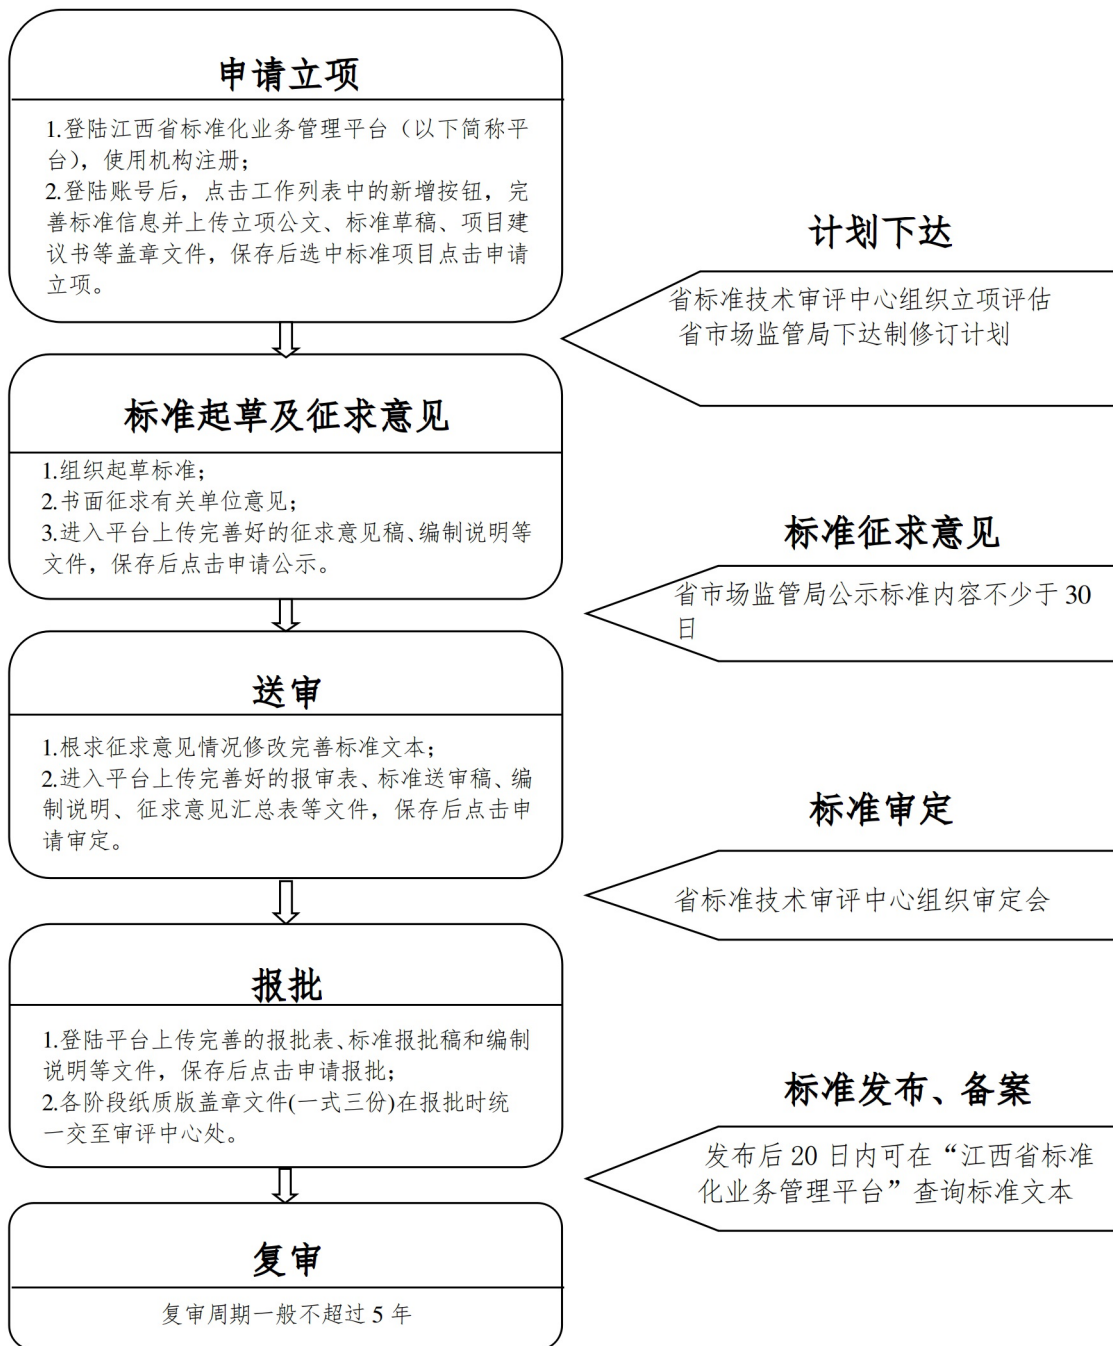 申请立项
1.登陆江西省标准化业务管理平台（以下简称平
台），使用机构注册；
2.登陆账号后，点击工作列表中的新增按钮，完
善标准信息并上传立项公文、标准草稿、项目建
议书等盖章文件，保存后选中标准项目点击申请
立项。
计划下达
省标准技术审评中心组织立项评估
省市场监管局下达制修订计划
标准起草及征求意见
1.组织起草标准；
2.书面征求有关单位意见；
3.进入平台上传完善好的征求意见稿、编制说明等
文件，保存后点击申请公示。
标准征求意见
省市场监管局公示标准内容不少于 30
日
送审
1.根求征求意见情况修改完善标准文本；
2.进入平台上传完善好的报审表、标准送审稿、编
制说明、征求意见汇总表等文件，保存后点击申
请审定。
标准审定
省标准技术审评中心组织审定会
报批
1.登陆平台上传完善的报批表、标准报批稿和编制
说明等文件，保存后点击申请报批；
2.各阶段纸质版盖章文件(一式三份)在报批时统
一交至审评中心处。
标准发布、备案
发布后 20 日内可在“江西省标准
化业务管理平台”查询标准文本
复审
复审周期一般不超过 5 年